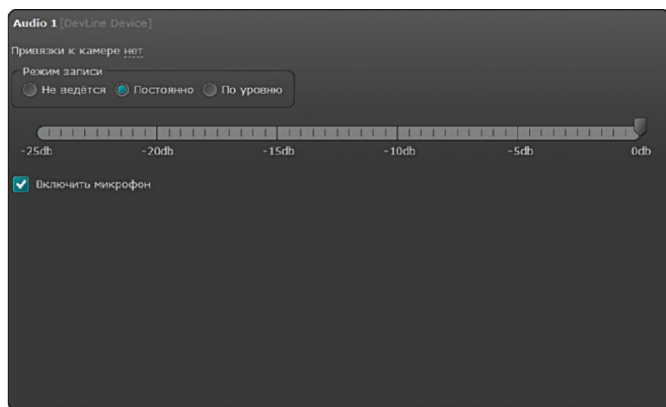 Audio 1 [DevLine Device]
Привязки к камере нет
Режим записи
Не ведётся Постоянно По уровню
-25db -20db -15db -10db -5db 0db
Включить микрофон